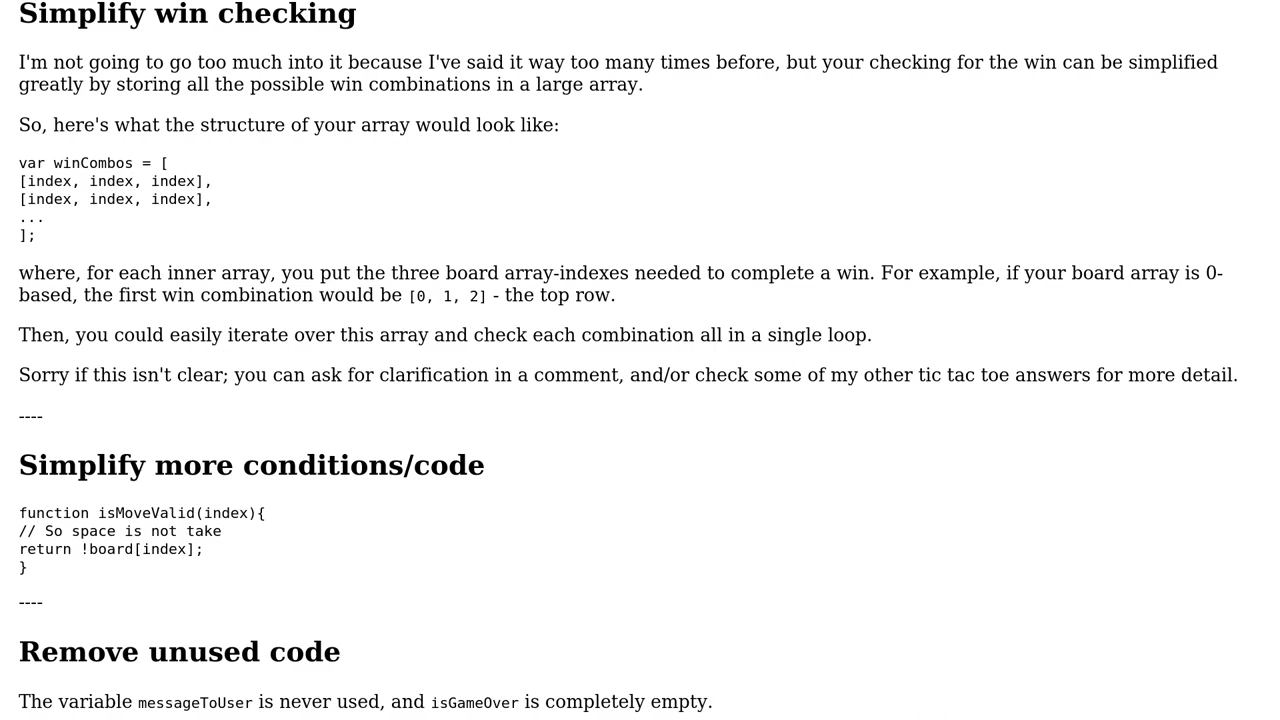 Simplify win checking
I'm not going to go too much into it because I've said it way too many times before, but your checking for the win can be simplified
greatly by storing all the possible win combinations in a large array.
So, here's what the structure of your array would look like:
var winCombos = [
[index, index, index],
[index, index, index],
...
];
where, for each inner array, you put the three board array-indexes needed to complete a win. For example, if your board array is 0-
based, the first win combination would be [0, 1, 2] - the top row.
Then, you could easily iterate over this array and check each combination all in a single loop.
Sorry if this isn't clear; you can ask for clarification in a comment, and/or check some of my other tic tac toe answers for more detail.
----
Simplify more conditions/code
function isMoveValid(index){
// So space is not take
return !board[index];
}
----
Remove unused code
The variable messageToUser is never used, and isGameOver is completely empty.